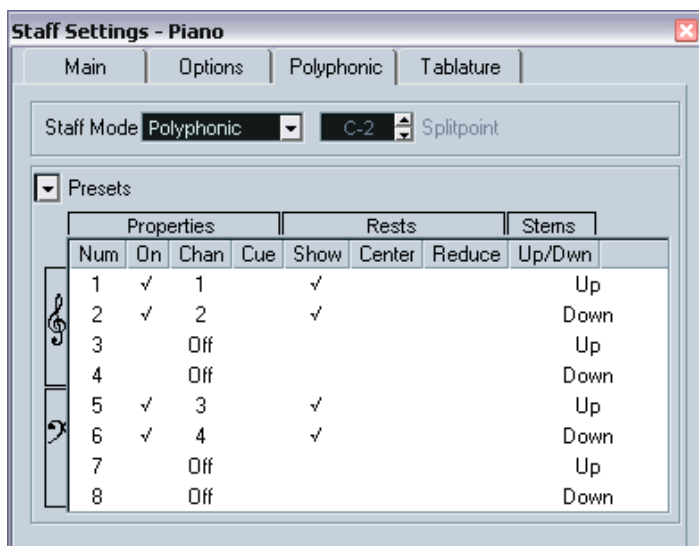 Staff Settings - Piano
Main Options Polyphonic Tablature
Staff Mode Polyphonic C-2 Splitpoint
Presets
Properties Rests Stems
Num On Chan Cue Show Center Reduce Up/Dwn
1 √ 1 √ Up
2 √ 2 √ Down
3 Off Up
4 Off Down
5 √ 3 √ Up
6 √ 4 √ Down
7 Off Up
8 Off Down